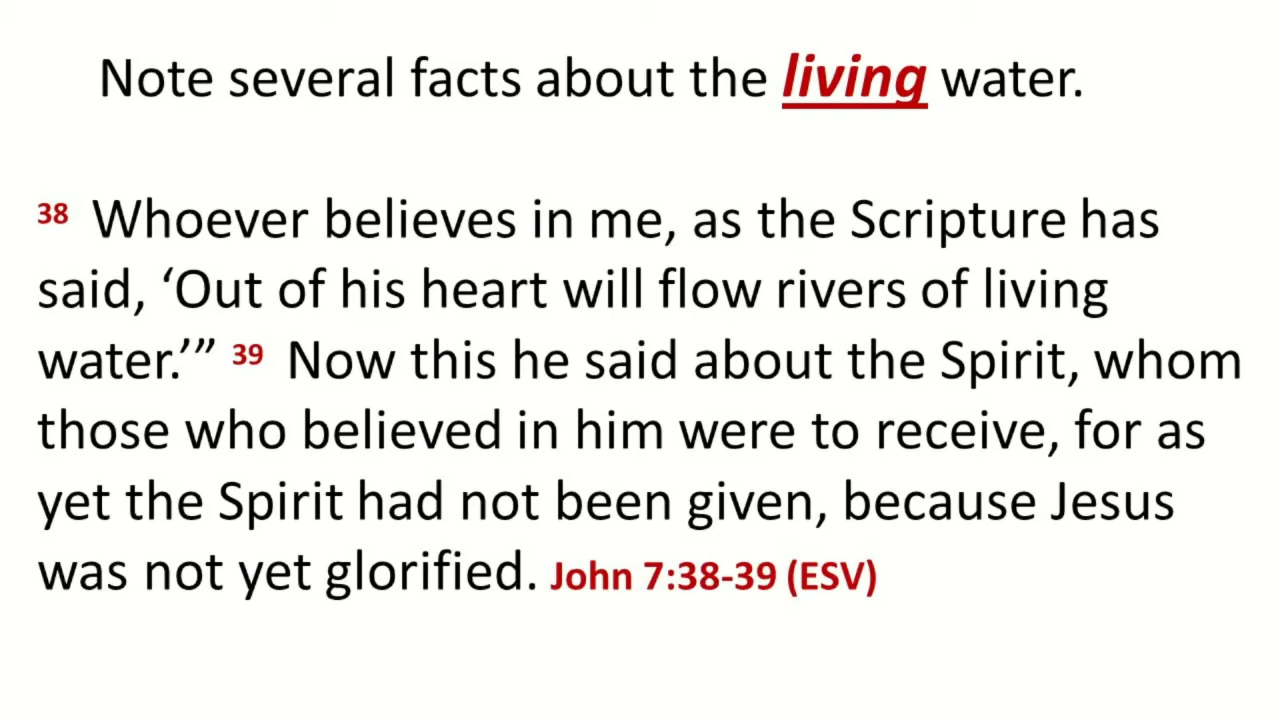 Note several facts about the living water.
38 Whoever believes in me, as the Scripture has
said, ‘Out of his heart will flow rivers of living
water.’” 39 Now this he said about the Spirit, whom
those who believed in him were to receive, for as
yet the Spirit had not been given, because Jesus
was not yet glorified. John 7:38-39 (ESV)